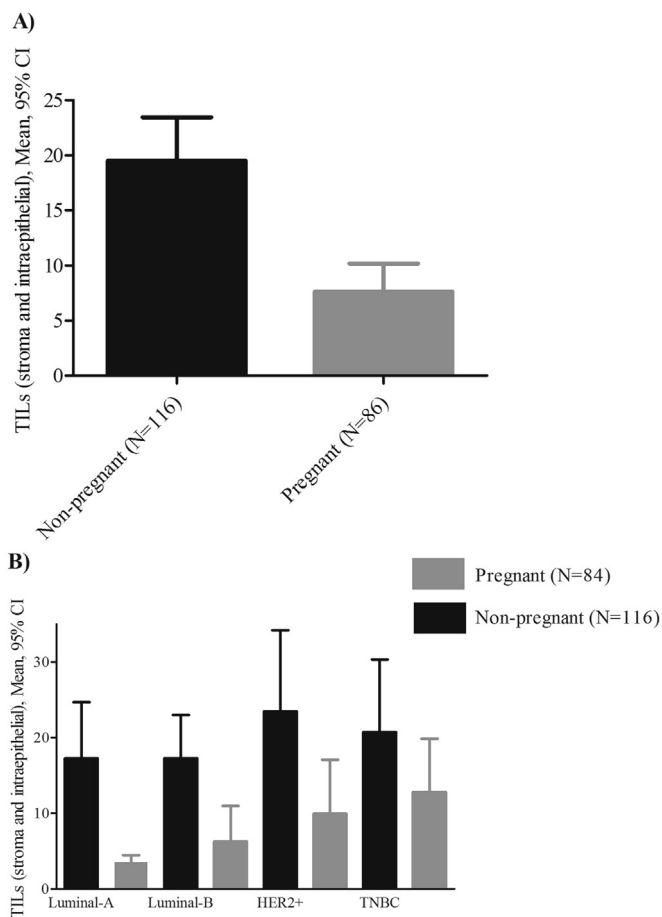 A)
TILs (stroma and intraepithelial), Mean, 95% CI
25
20
15
10
5
0
Non-pregnant (N=116)
Pregnant (N=86)
B)
Pregnant (N=84)
Non-pregnant (N=116)
TILs (stroma and intraepithelial), Mean, 95% CI
30
20
10
0
Luminal-A
Luminal-B
HER2+
TNBC